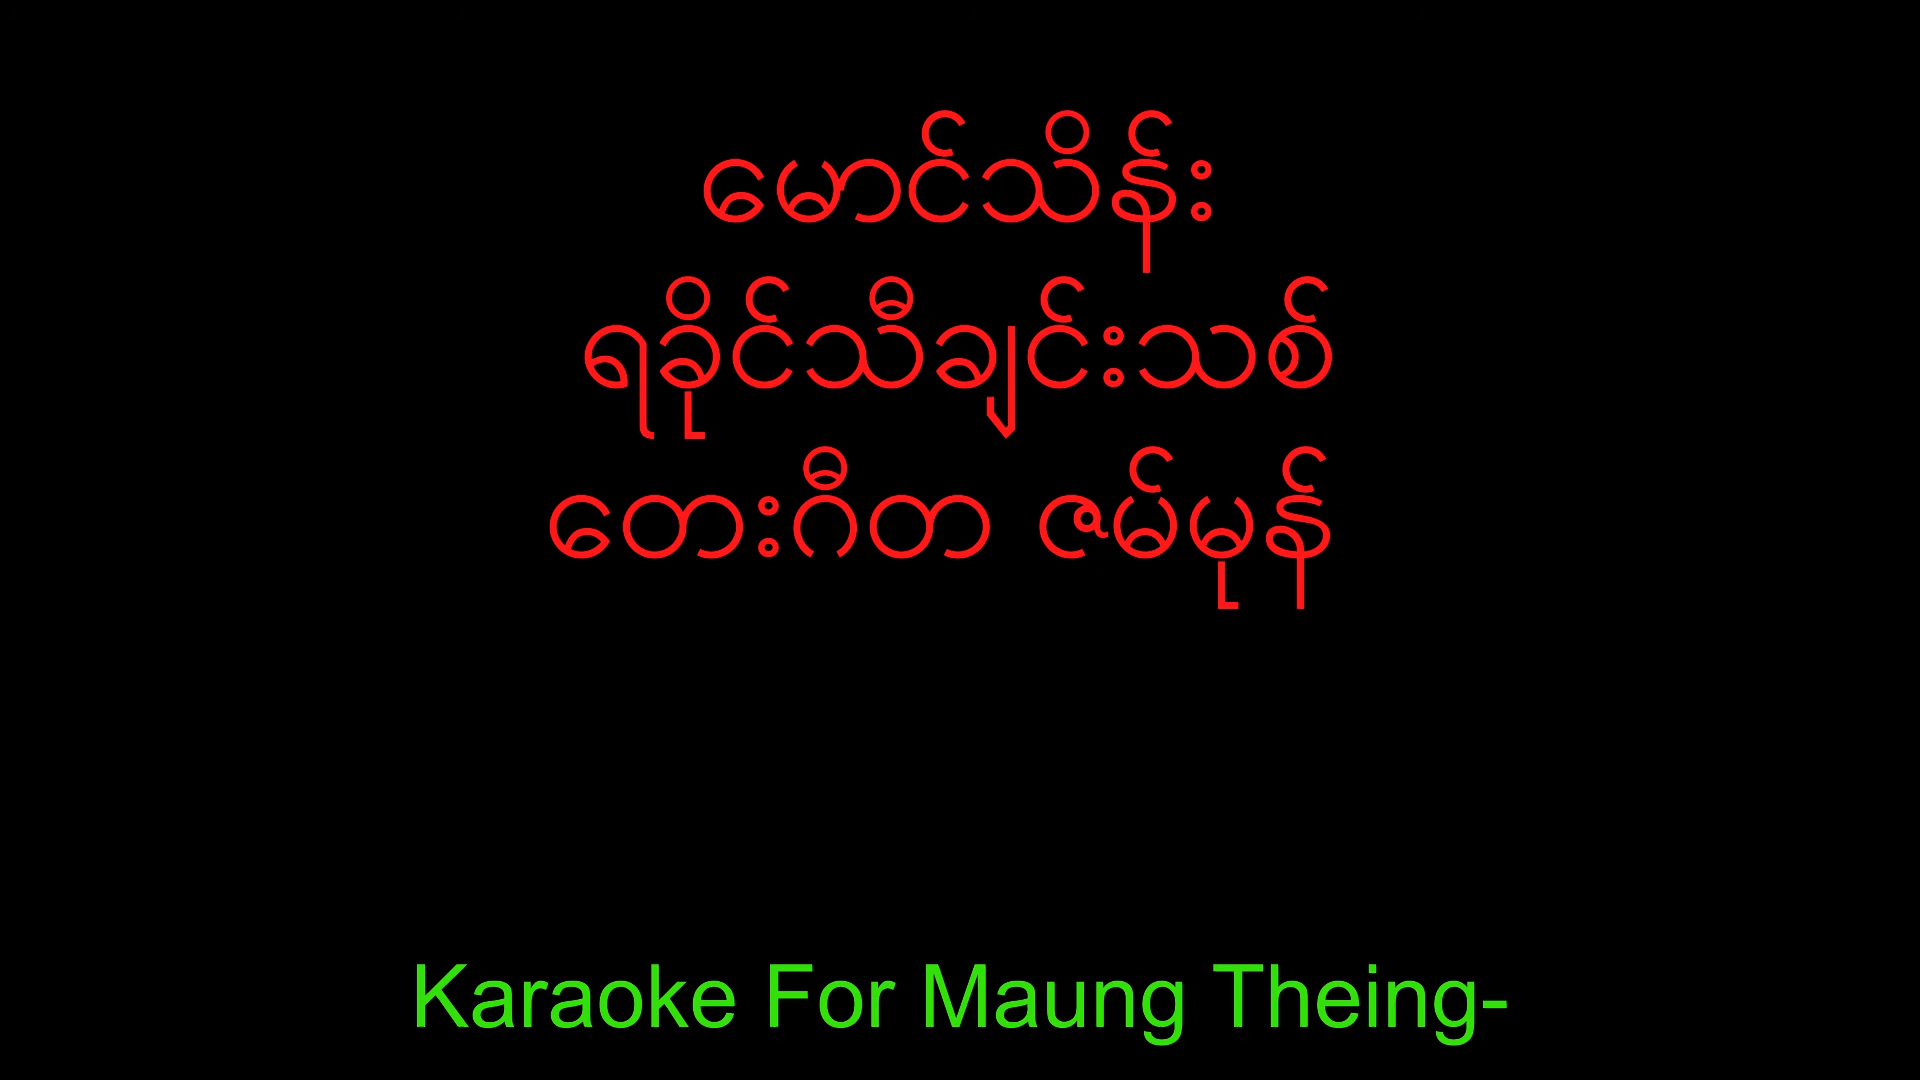 မောင်သိန်း
ရခိုင်သီချင်းသစ်
တေးဂီတ ဇမ်မုန်
Karaoke For Maung Theing-